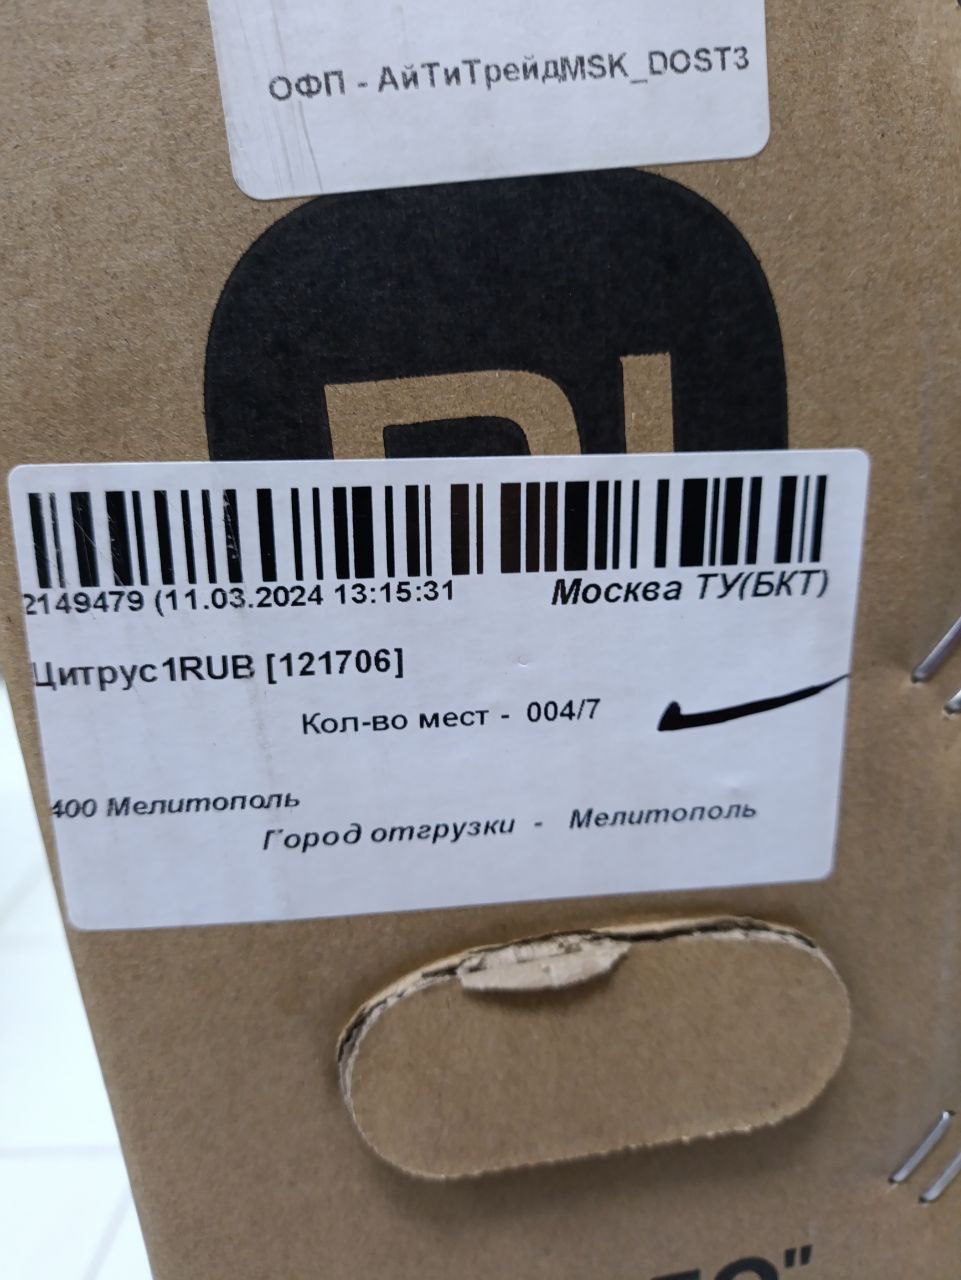 ОФП - АйТиТрейдMSK_DOST3
2149479 (11.03.2024 13:15:31
Москва ТУ(БКТ)
Цитрус1RUB [121706]
Кол-во мест - 004/7
400 Мелитополь
Город отгрузки - Мелитополь